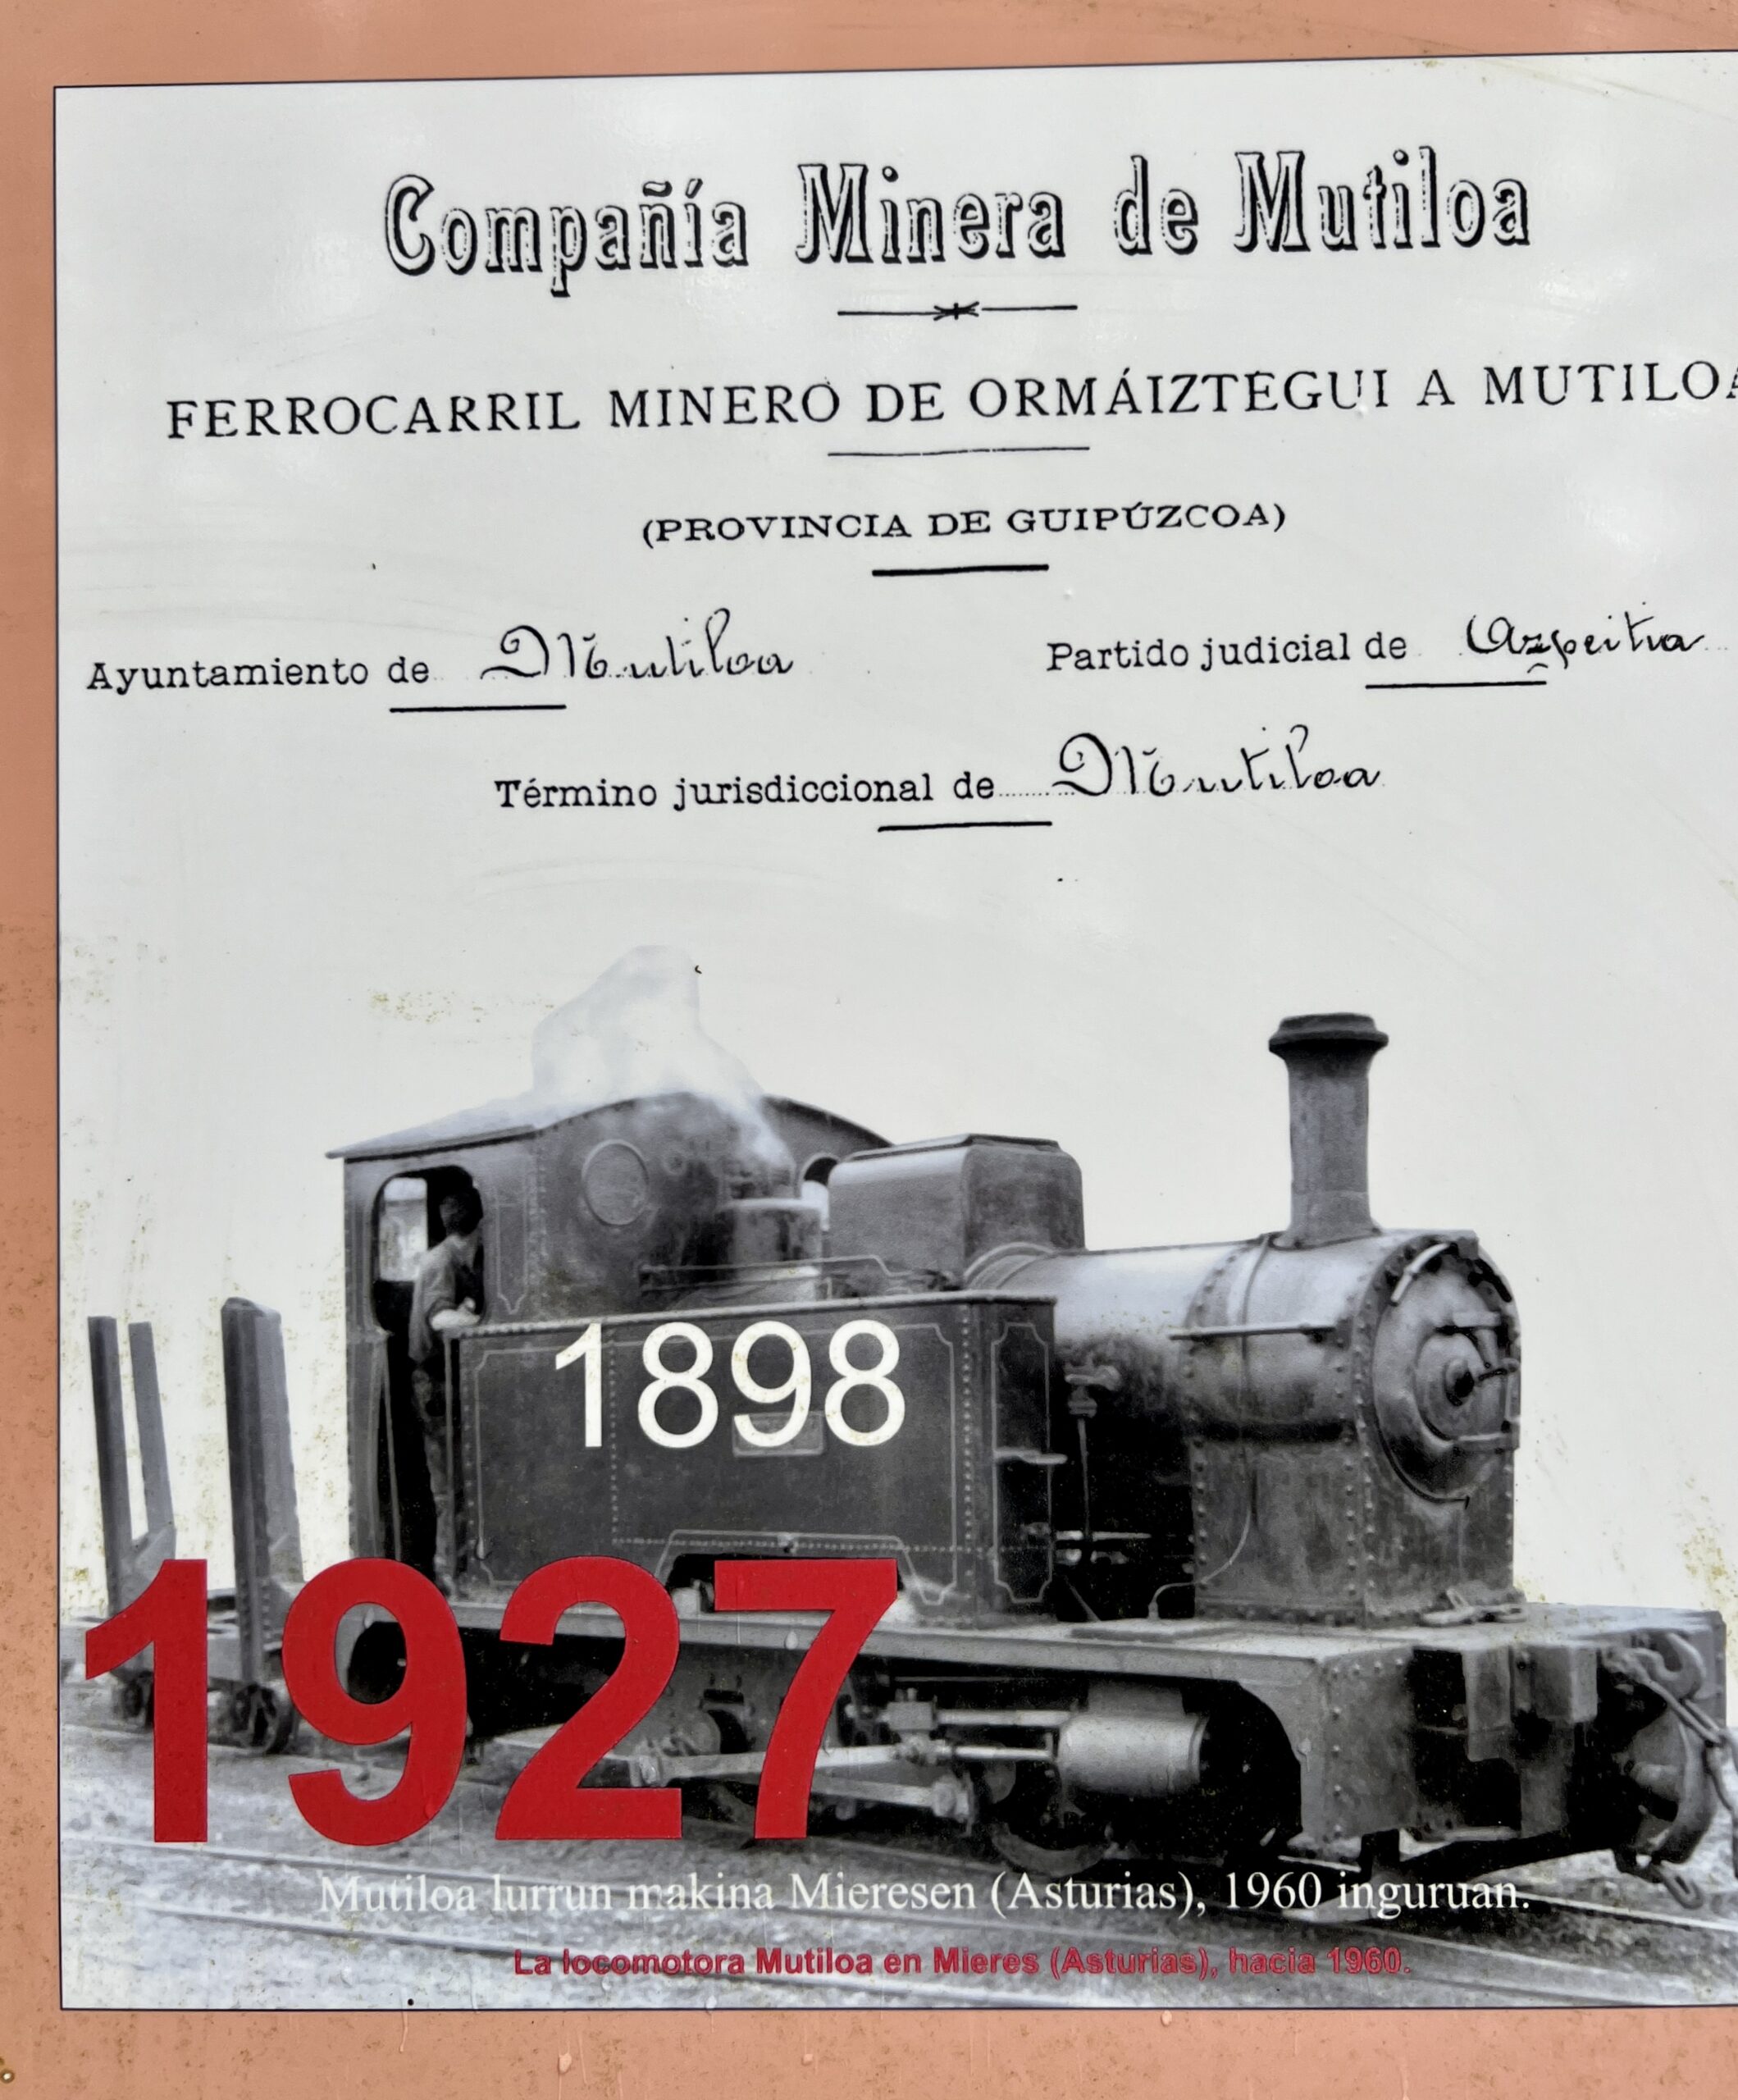 Compañía Minera de Mutiloa
FERROCARRIL MINERO DE ORMÁIZTEGUI A MUTILOA
(PROVINCIA DE GUIPÚZCOA)
Ayuntamiento de Mutiloa Partido judicial de Azpeitia
Término jurisdiccional de Mutiloa
1898
1927
Mutiloa lurrun makina Mieresen (Asturias), 1960 inguruan.
La locomotora Mutiloa en Mieres (Asturias), hacia 1960.